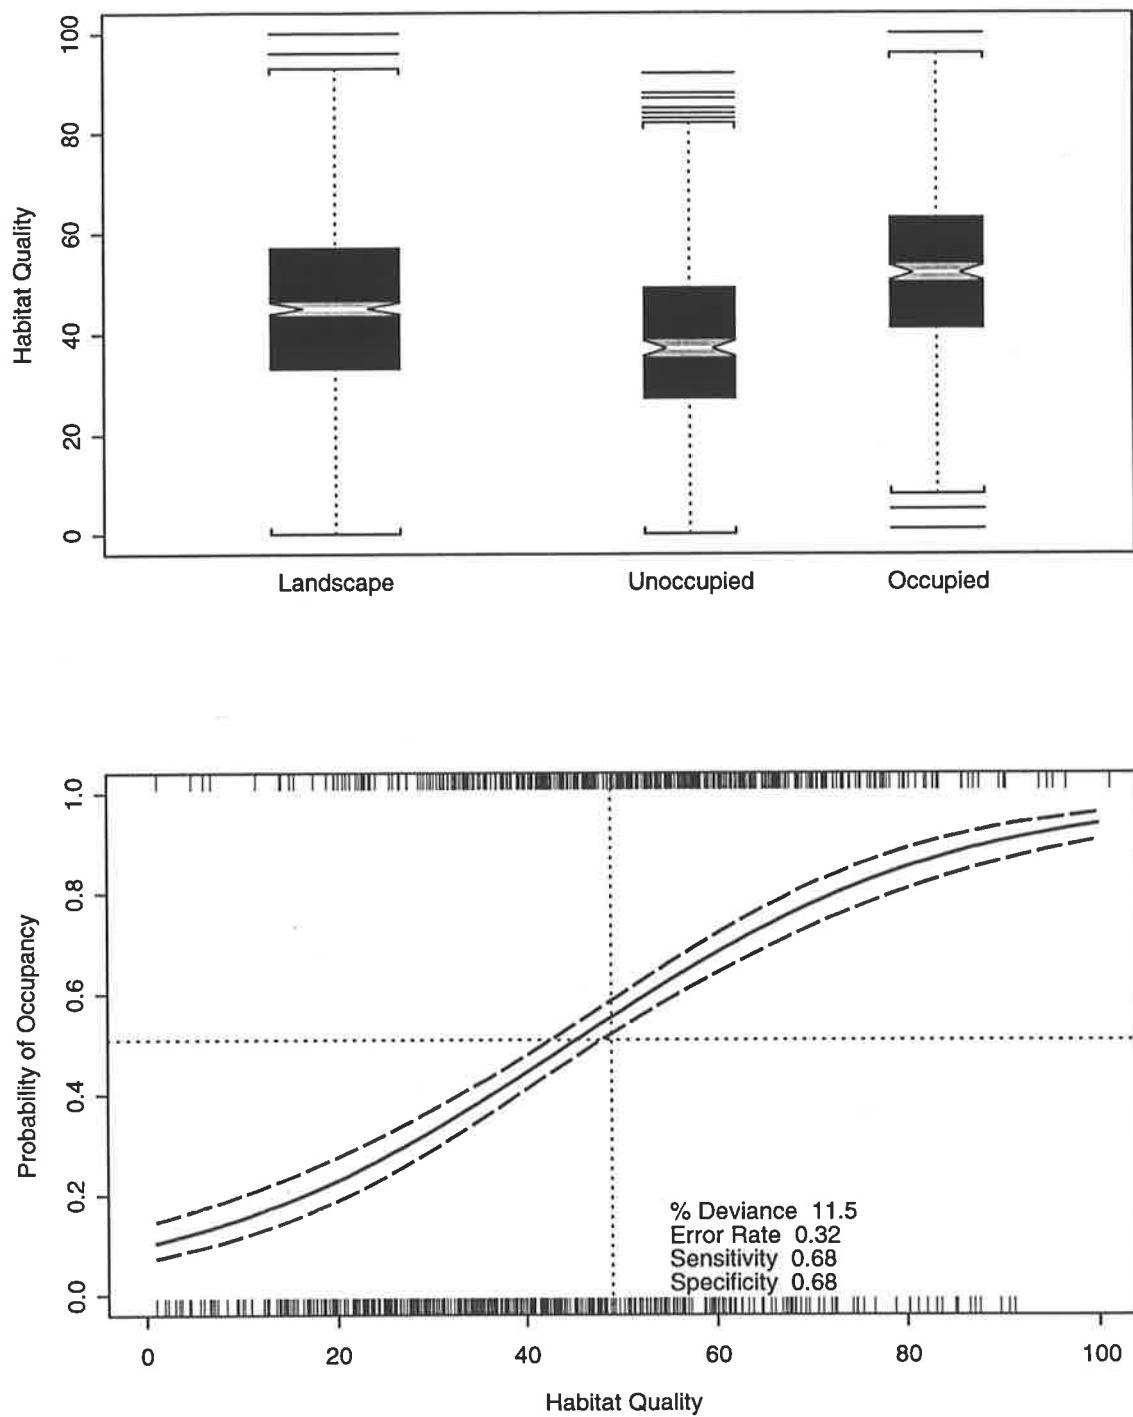 100
80
60
40
20
0
Habitat Quality
Landscape Unoccupied Occupied
1.0
0.8
0.6
0.4
0.2
0.0
Probability of Occupancy
% Deviance 11.5
Error Rate 0.32
Sensitivity 0.68
Specificity 0.68
0 20 40 60 80 100
Habitat Quality